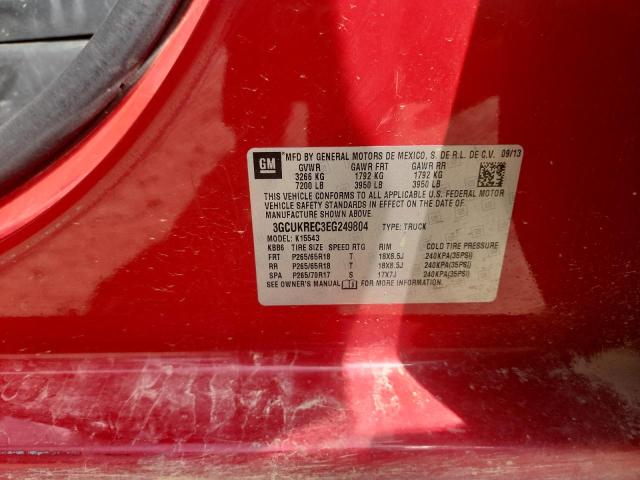 GM MFD BY GENERAL MOTORS DE MEXICO, S. DE R.L. DE C.V. 09/13
GVWR GAWR FRT GAWR RR
3266 KG 1792 KG 1792 KG
7200 LB 3950 LB 3950 LB
THIS VEHICLE CONFORMS TO ALL APPLICABLE U.S. FEDERAL MOTOR
VEHICLE SAFETY STANDARDS IN EFFECT ON THE DATE OF
MANUFACTURE SHOWN ABOVE.
3GCUKREC3EG249804 TYPE: TRUCK
MODEL: K15543
KBB6 TIRE SIZE SPEED RTG RIM COLD TIRE PRESSURE
FRT P265/65R18 T 18X8.5J 240KPA(35PSI)
RR P265/65R18 T 18X8.5J 240KPA(35PSI)
SPA P265/70R17 S 17X7J 240KPA(35PSI)
SEE OWNER'S MANUAL FOR MORE INFORMATION